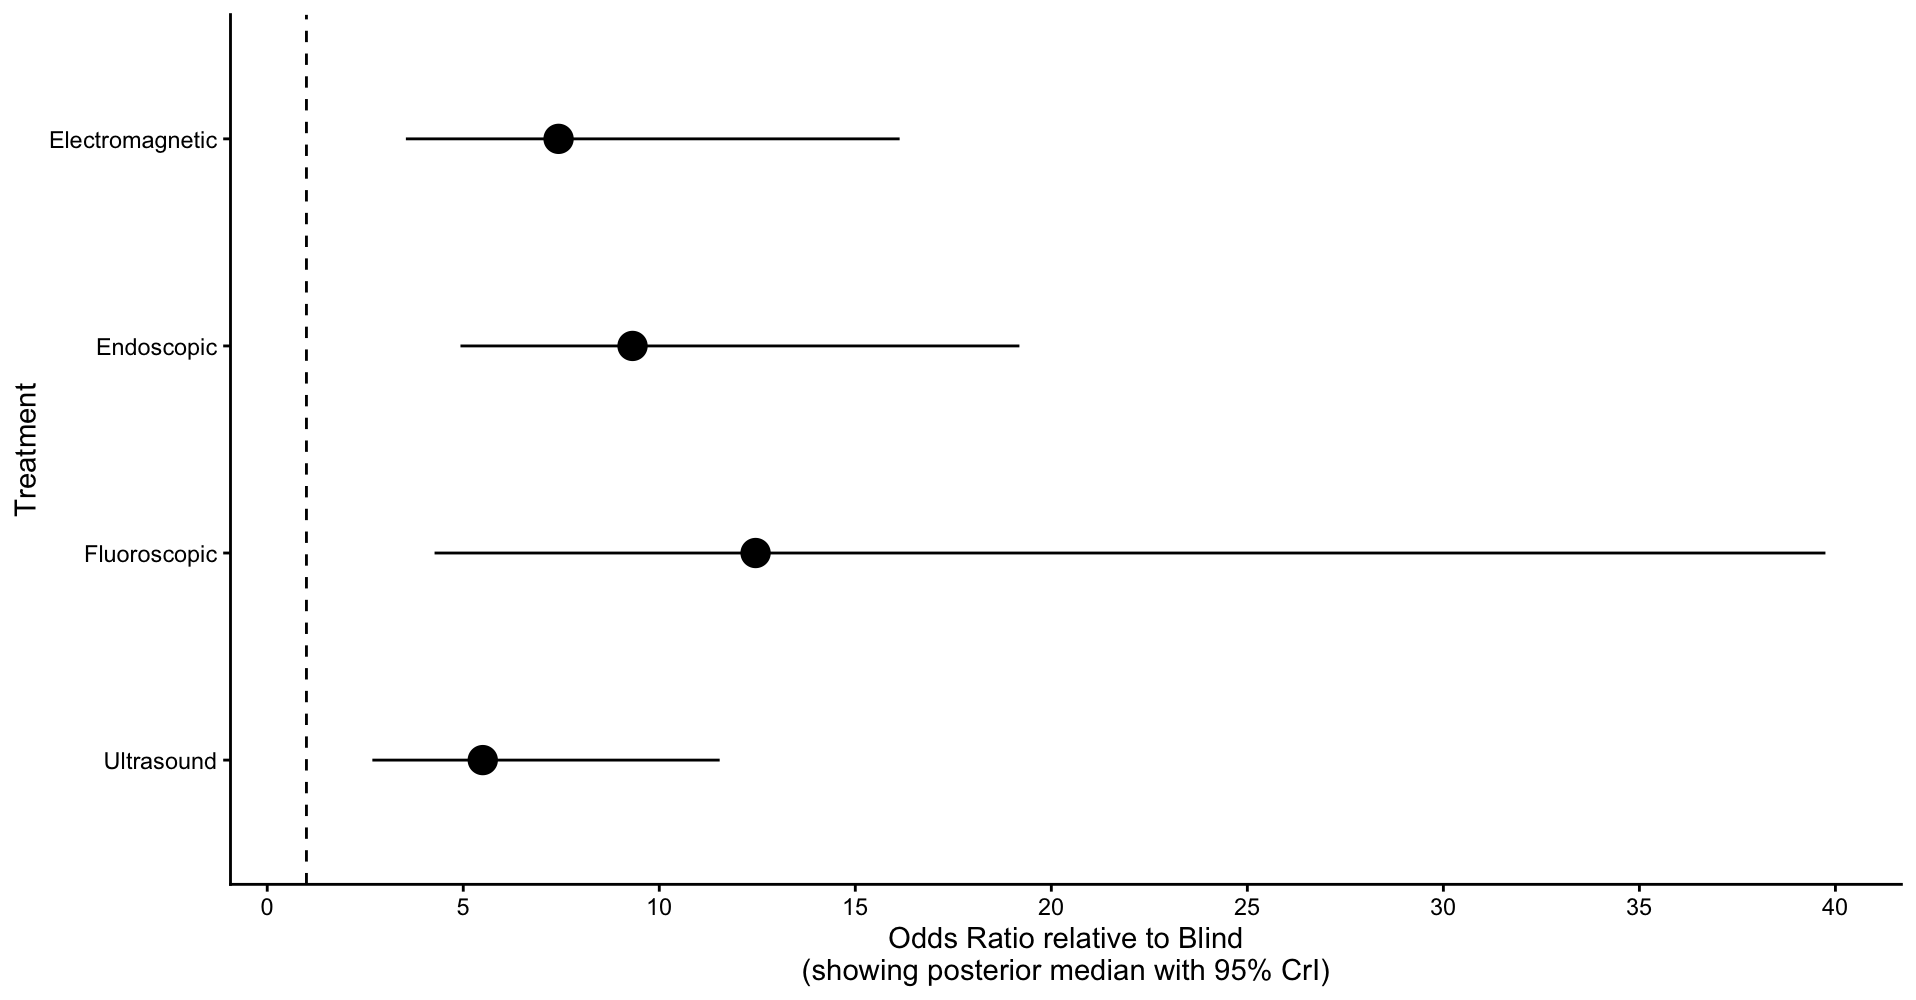 Treatment
Electromagnetic
Endoscopic
Fluoroscopic
Ultrasound
0 5 10 15 20 25 30 35 40
Odds Ratio relative to Blind
(showing posterior median with 95% CrI)